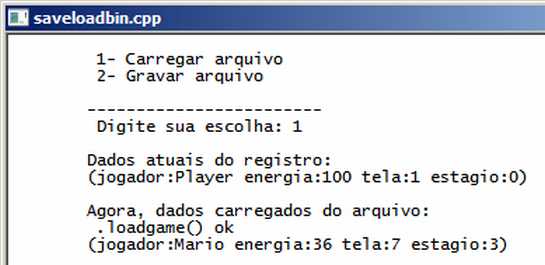 saveloadbin.cpp
1- Carregar arquivo
2- Gravar arquivo
------------------------
Digite sua escolha: 1
Dados atuais do registro:
(jogador:Player energia:100 tela:1 estagio:0)
Agora, dados carregados do arquivo:
.loadgame() ok
(jogador:Mario energia:36 tela:7 estagio:3)